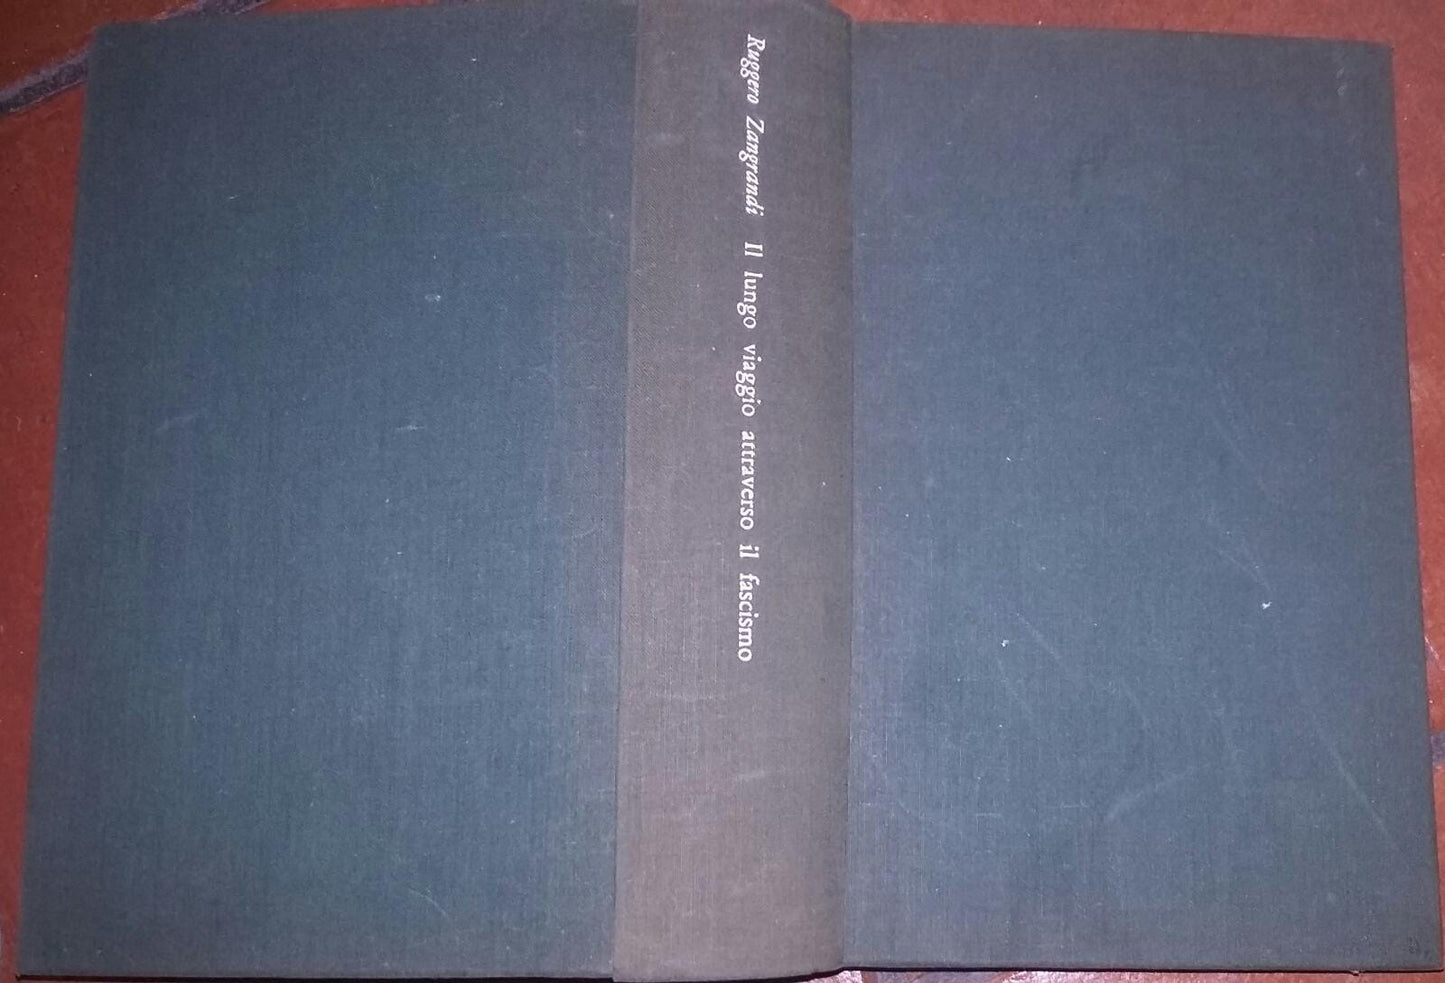 Ruggero Zangrandi Il lungo viaggio attraverso il fascismo